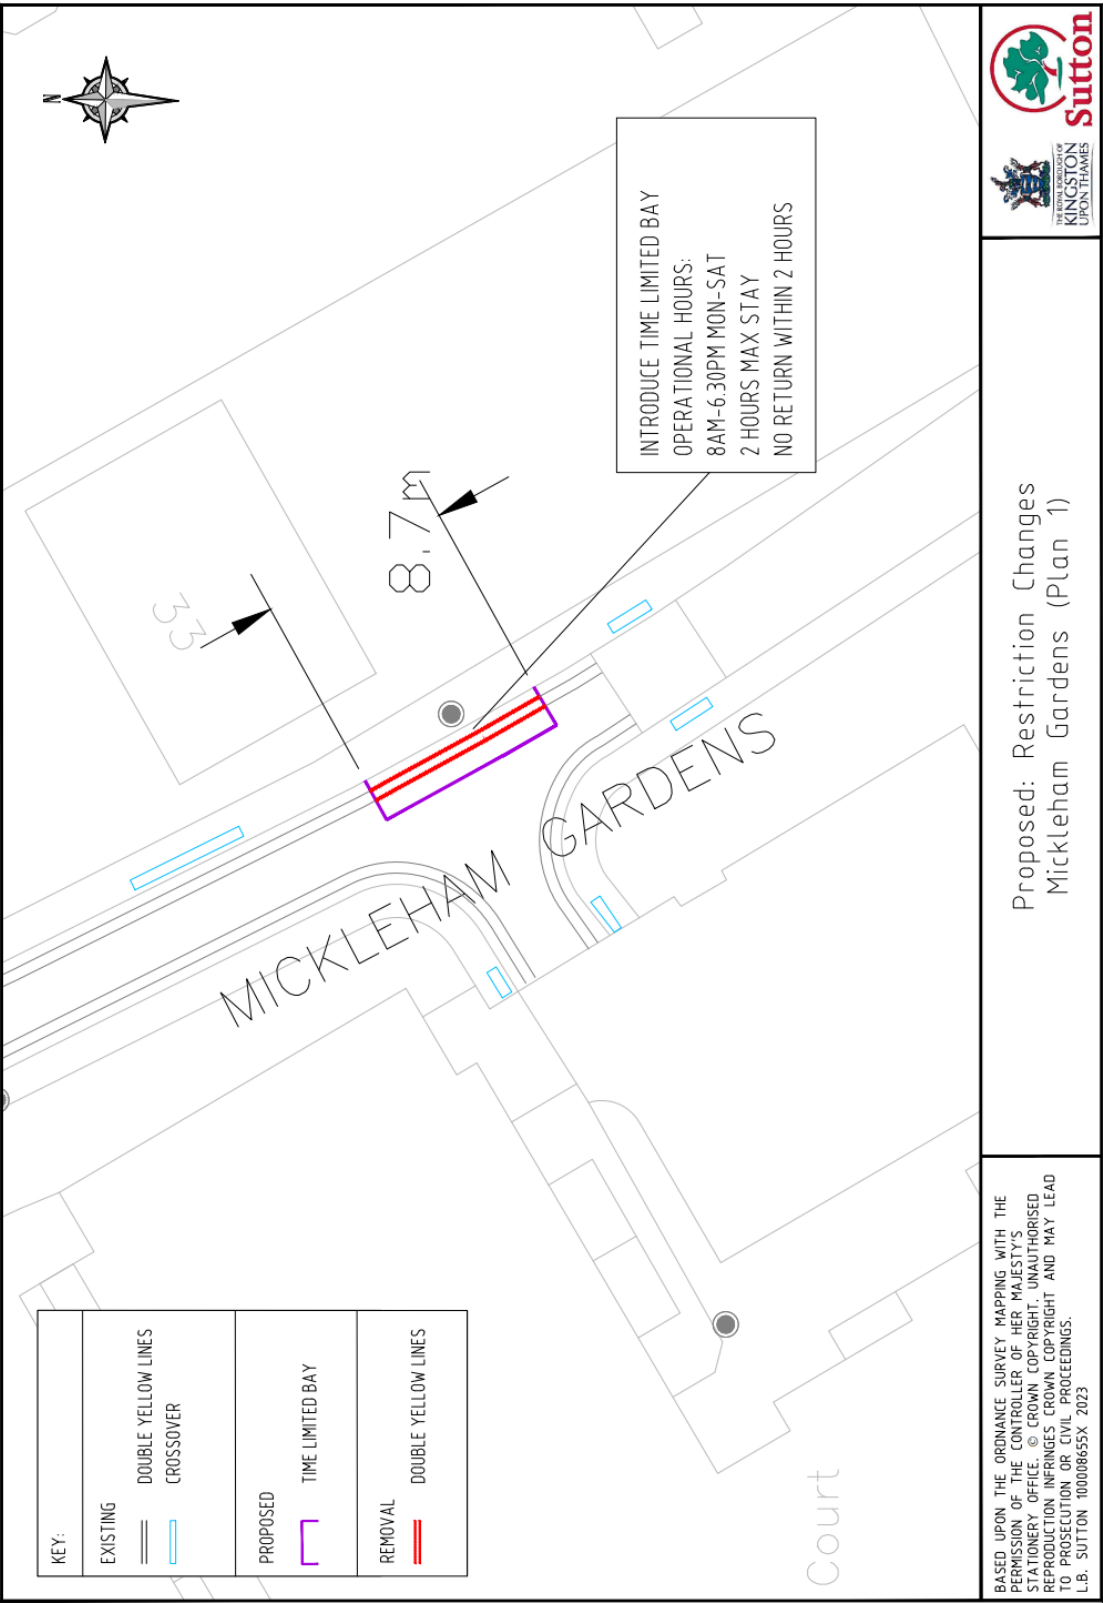 N
KEY:
EXISTING
DOUBLE YELLOW LINES
CROSSOVER
PROPOSED
TIME LIMITED BAY
REMOVAL
DOUBLE YELLOW LINES
33
8.7m
MICKLEHAM GARDENS
INTRODUCE TIME LIMITED BAY
OPERATIONAL HOURS:
8AM-6.30PM MON-SAT
2 HOURS MAX STAY
NO RETURN WITHIN 2 HOURS
Court
BASED UPON THE ORDNANCE SURVEY MAPPING WITH THE
PERMISSION OF THE CONTROLLER OF HER MAJESTY'S
STATIONERY OFFICE. © CROWN COPYRIGHT. UNAUTHORISED
REPRODUCTION INFRINGES CROWN COPYRIGHT AND MAY LEAD
TO PROSECUTION OR CIVIL PROCEEDINGS.
L.B. SUTTON 100008655X 2023
Proposed: Restriction Changes
Mickleham Gardens (Plan 1)
THE ROYAL BOROUGH OF
KINGSTON
UPON THAMES
Sutton